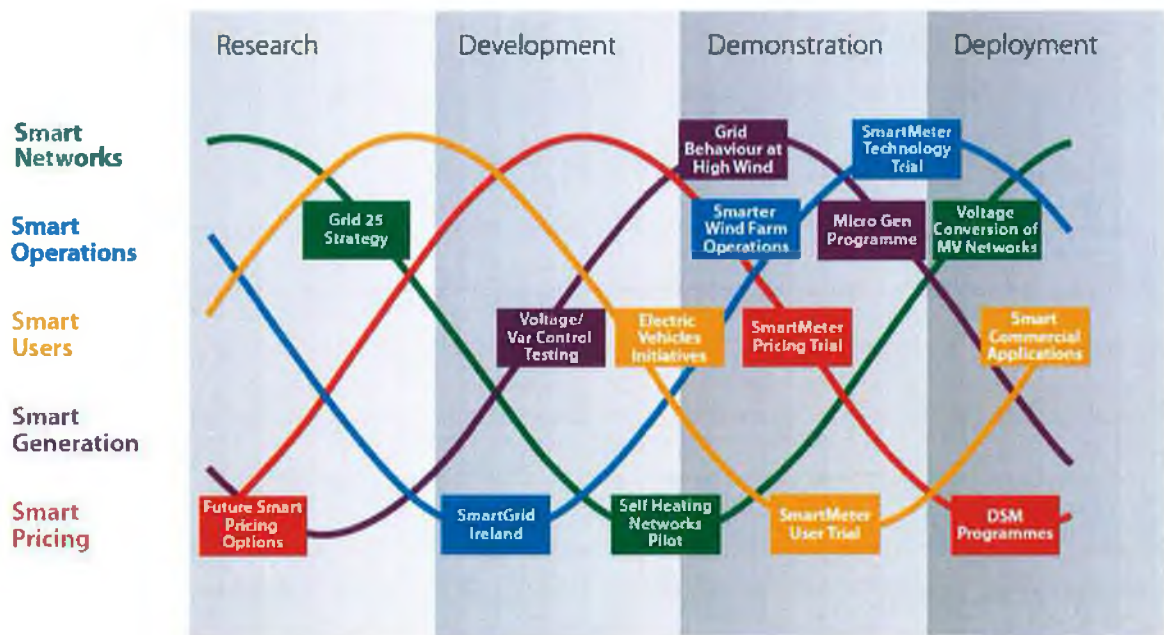 Research
Development
Demonstration
Deployment
Smart
Networks
Smart
Operations
Smart
Users
Smart
Generation
Smart
Pricing
Grid
Behaviour at
High Wind
SmartMeter
Technology
Trial
Grid 25
Strategy
Smarter
Wind Farm
Operations
Micro Gen
Programme
Voltage
Conversion of
MV Networks
Voltage/
Var Control
Testing
Electric
Vehicles
Initiatives
SmartMeter
Pricing Trial
Smart
Commercial
Applications
Future Smart
Pricing
Options
SmartGrid
Ireland
Self Heating
Networks
Pilot
SmartMeter
User Trial
DSM
Programmes